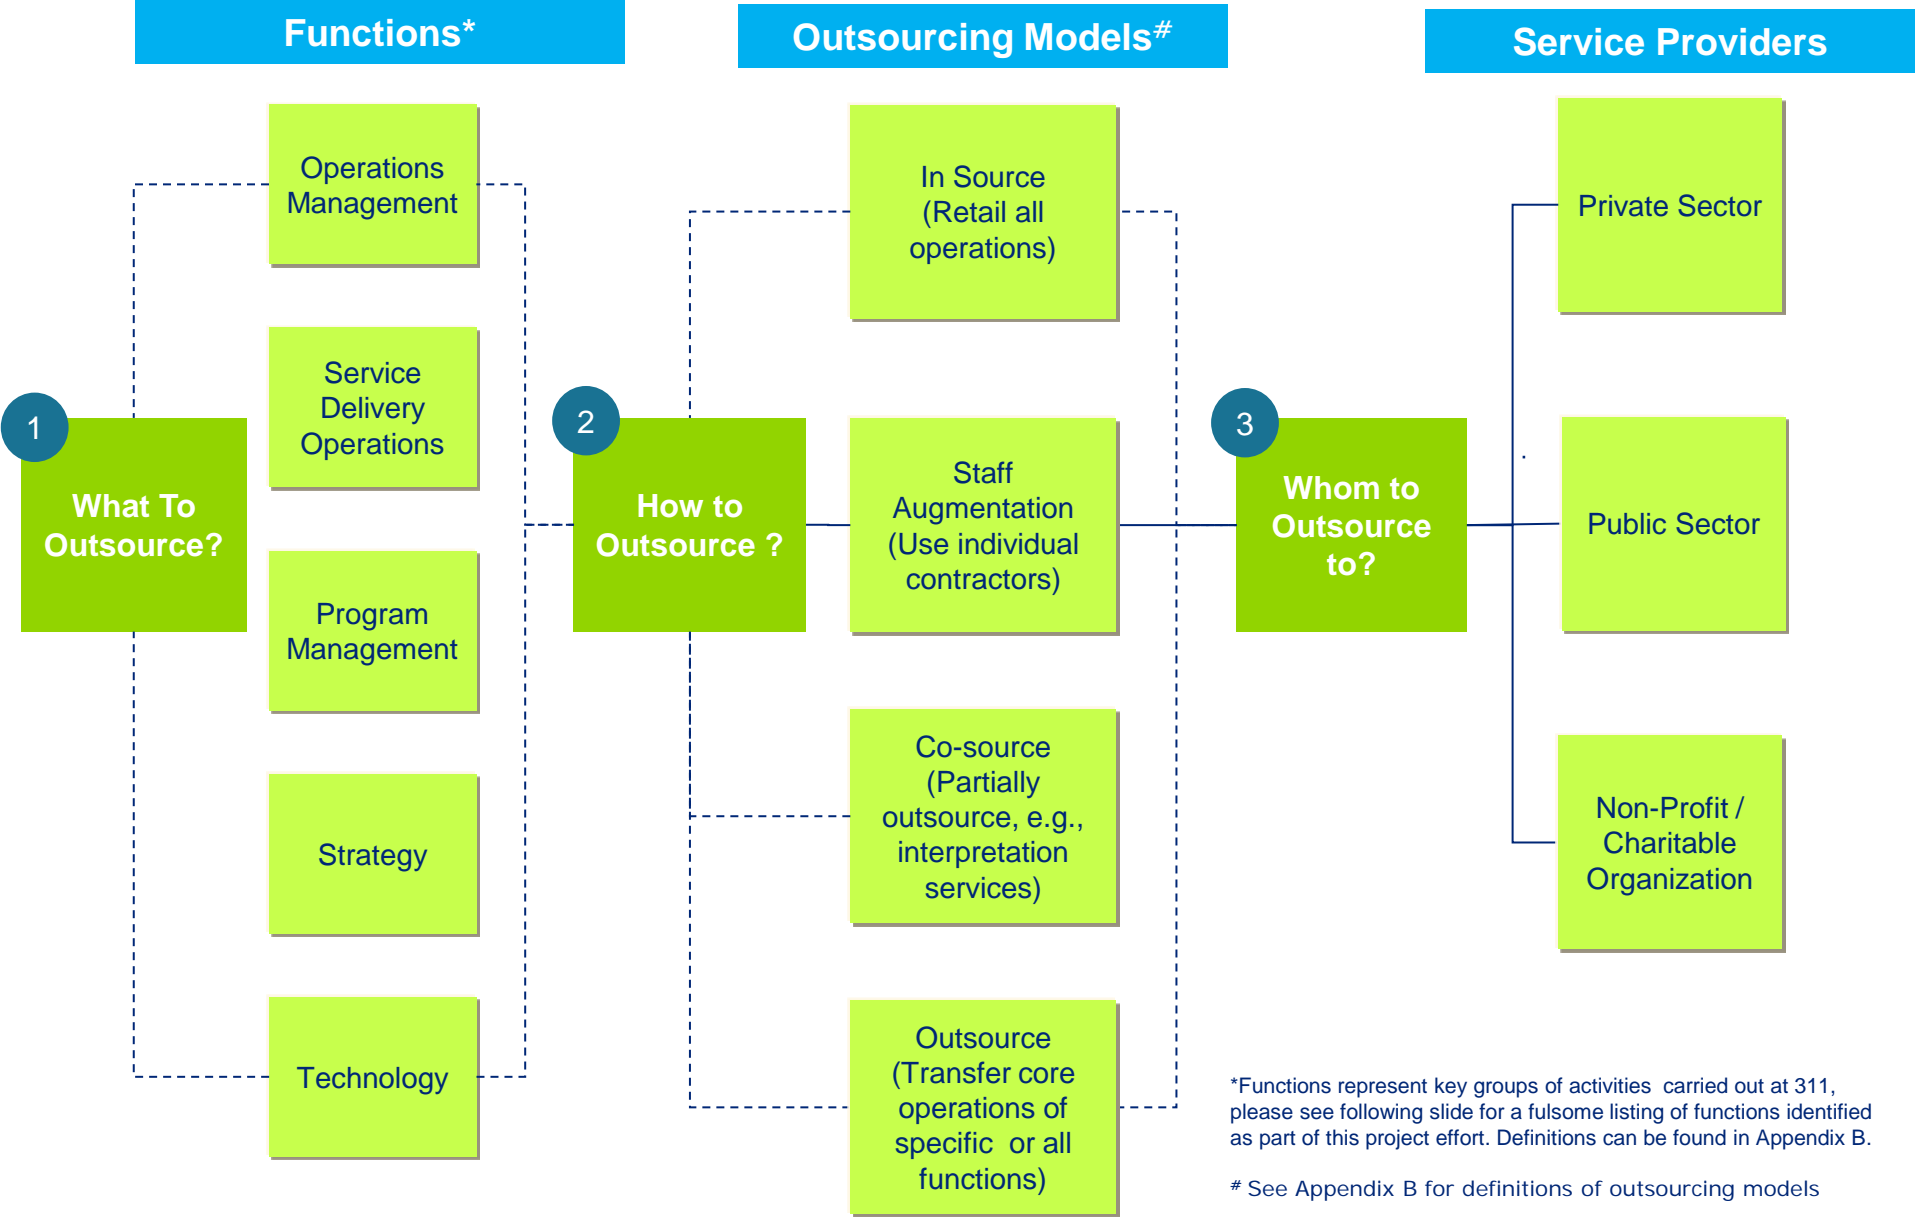 Functions*
Outsourcing Models#
Service Providers
1
What To
Outsource?
Operations
Management
Service
Delivery
Operations
Program
Management
Strategy
Technology
2
How to
Outsource ?
In Source
(Retail all
operations)
Staff
Augmentation
(Use individual
contractors)
Co-source
(Partially
outsource, e.g.,
interpretation
services)
Outsource
(Transfer core
operations of
specific or all
functions)
3
Whom to
Outsource
to?
Private Sector
.
Public Sector
Non-Profit /
Charitable
Organization
*Functions represent key groups of activities carried out at 311,
please see following slide for a fulsome listing of functions identified
as part of this project effort. Definitions can be found in Appendix B.
# See Appendix B for definitions of outsourcing models